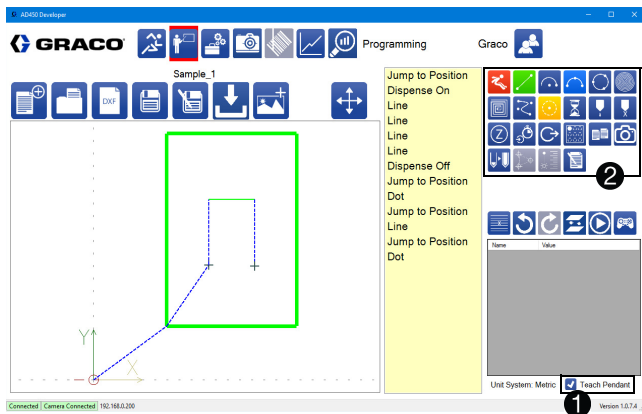 AD450 Developer
GRACO
Programming
Graco
Sample_1
DXF
Jump to Position
Dispense On
Line
Line
Line
Line
Dispense Off
Jump to Position
Dot
Jump to Position
Line
Jump to Position
Dot
Z
2
Name Value
Y
X
Unit System: Metric
Teach Pendant
1
Connected Camera Connected 192.168.0.200
Version 1.0.7.4